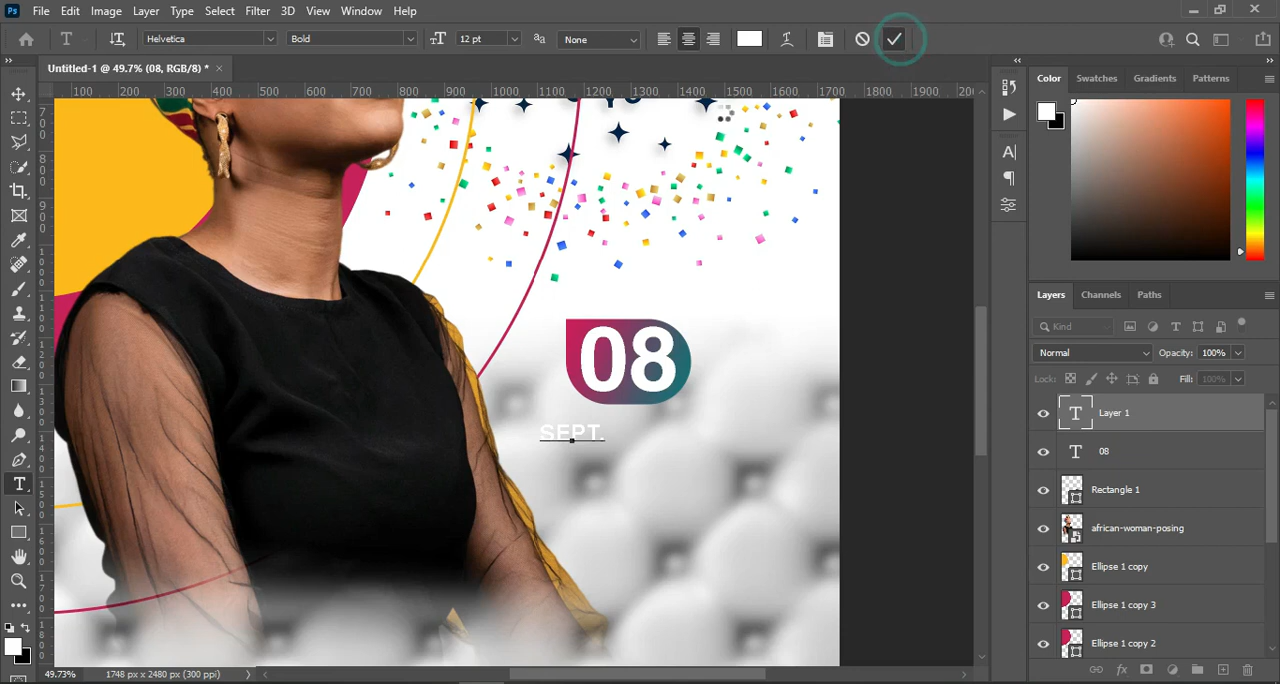 Ps File Edit Image Layer Type Select Filter 3D View Window Help
Helvetica Bold 12 pt None
Untitled-1 @ 49.7% (08, RGB/8) *
100 200 300 400 500 600 700 800 900 1000 1100 1200 1300 1400 1500 1600 1700 1800 1900
08
SEPT.
49.73% 1748 px x 2480 px (300 ppi)
Color Swatches Gradients Patterns
Layers Channels Paths
Kind
Normal Opacity: 100%
Lock: Fill: 100%
Layer 1
08
Rectangle 1
african-woman-posing
Ellipse 1 copy
Ellipse 1 copy 3
Ellipse 1 copy 2